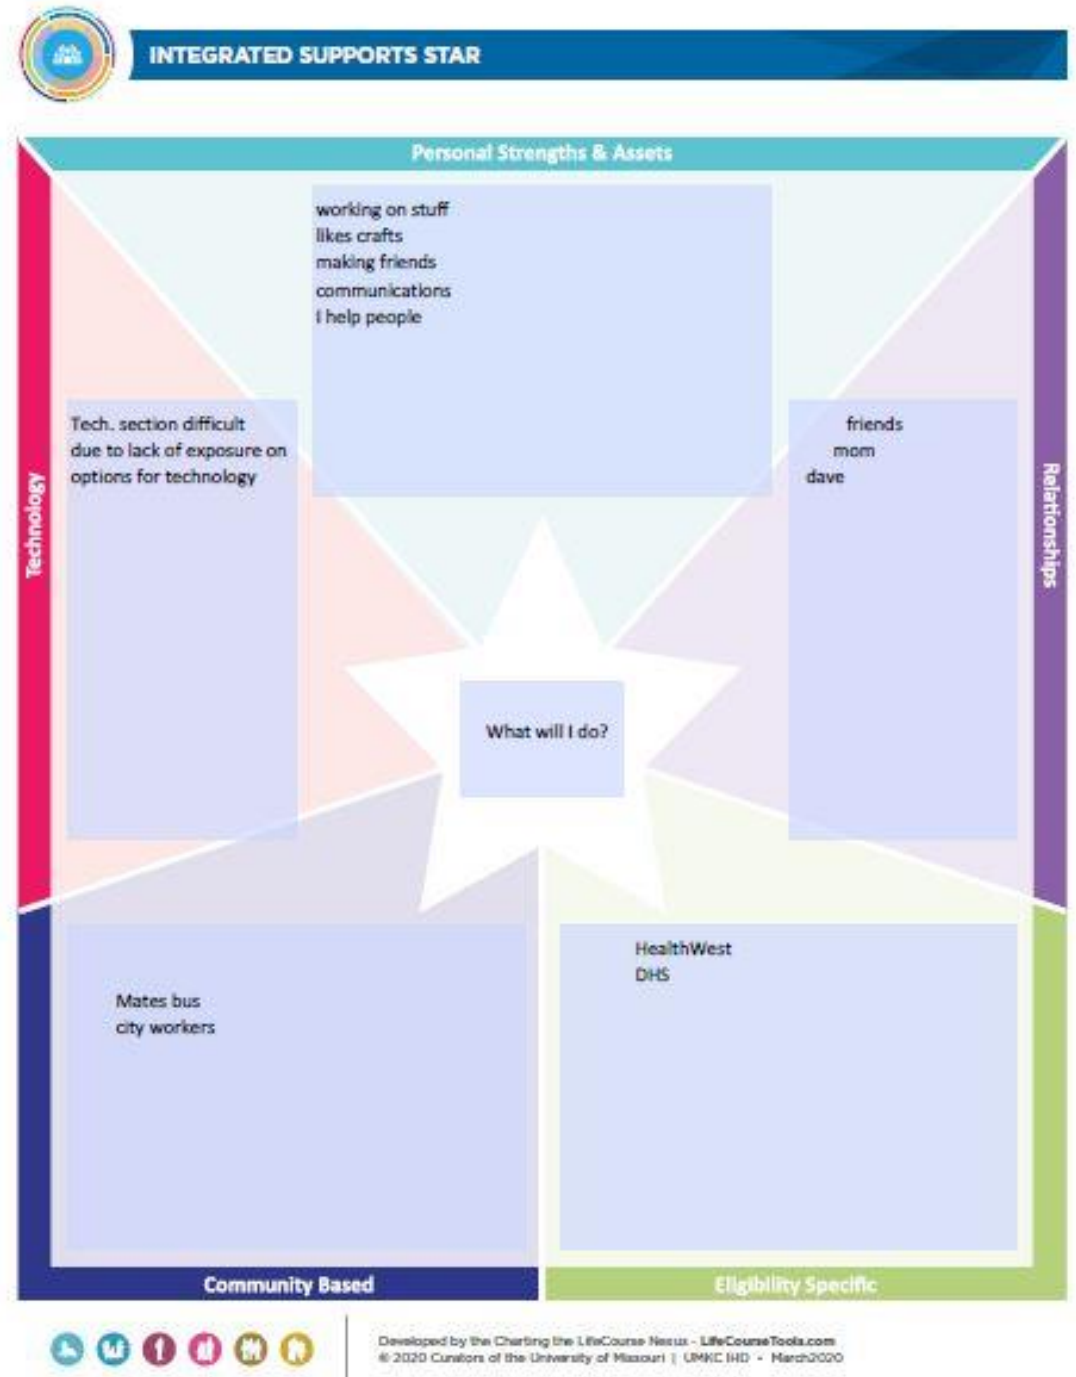 INTEGRATED SUPPORTS STAR
Personal Strengths & Assets
working on stuff
likes crafts
making friends
communications
I help people
Technology
Tech. section difficult
due to lack of exposure on
options for technology
friends
mom
dave
Relationships
What will I do?
Mates bus
city workers
HealthWest
DHS
Community Based
Eligibility Specific
Developed by the Charting the LifeCourse Nexus - LifeCourseTools.com
© 2020 Curators of the University of Missouri | UMKC IHD • March2020